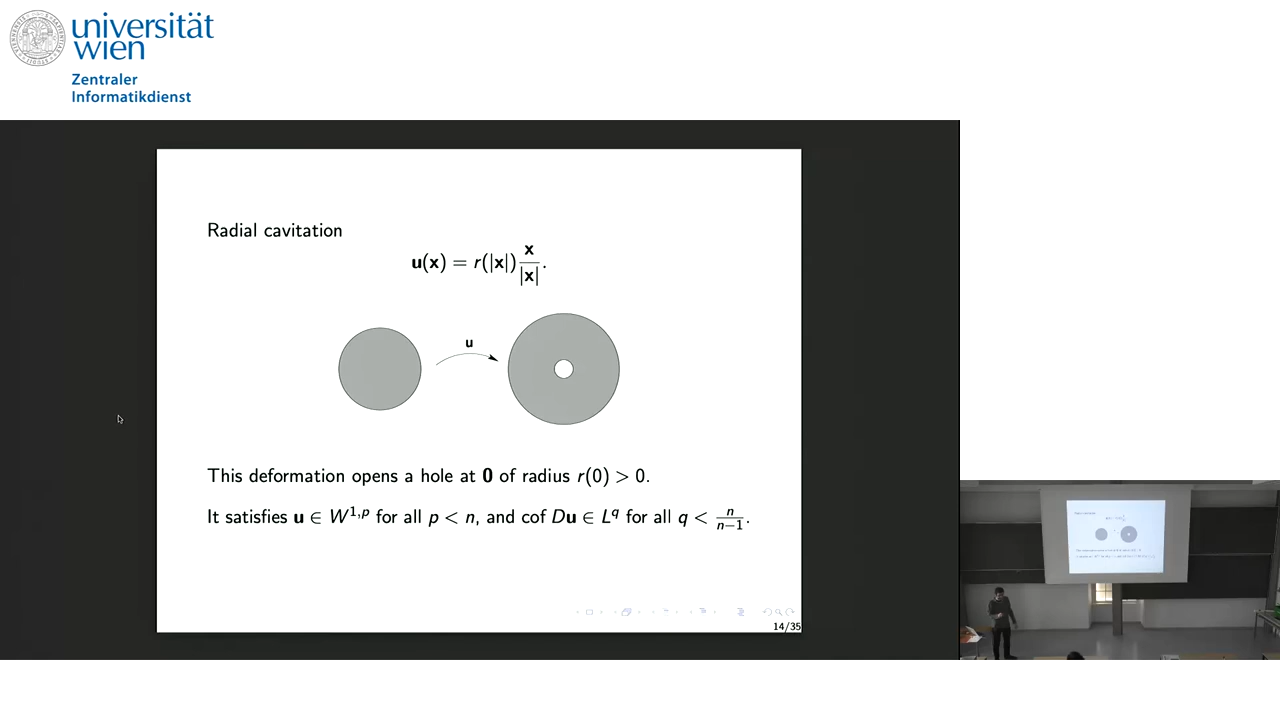 universität
wien
Zentraler
Informatikdienst
Radial cavitation
u(x) = r(|x|) x/|x|.
u
This deformation opens a hole at 0 of radius r(0) > 0.
It satisfies u ∈ W^{1,p} for all p < n, and cof Du ∈ L^q for all q < n/(n−1).
14/35